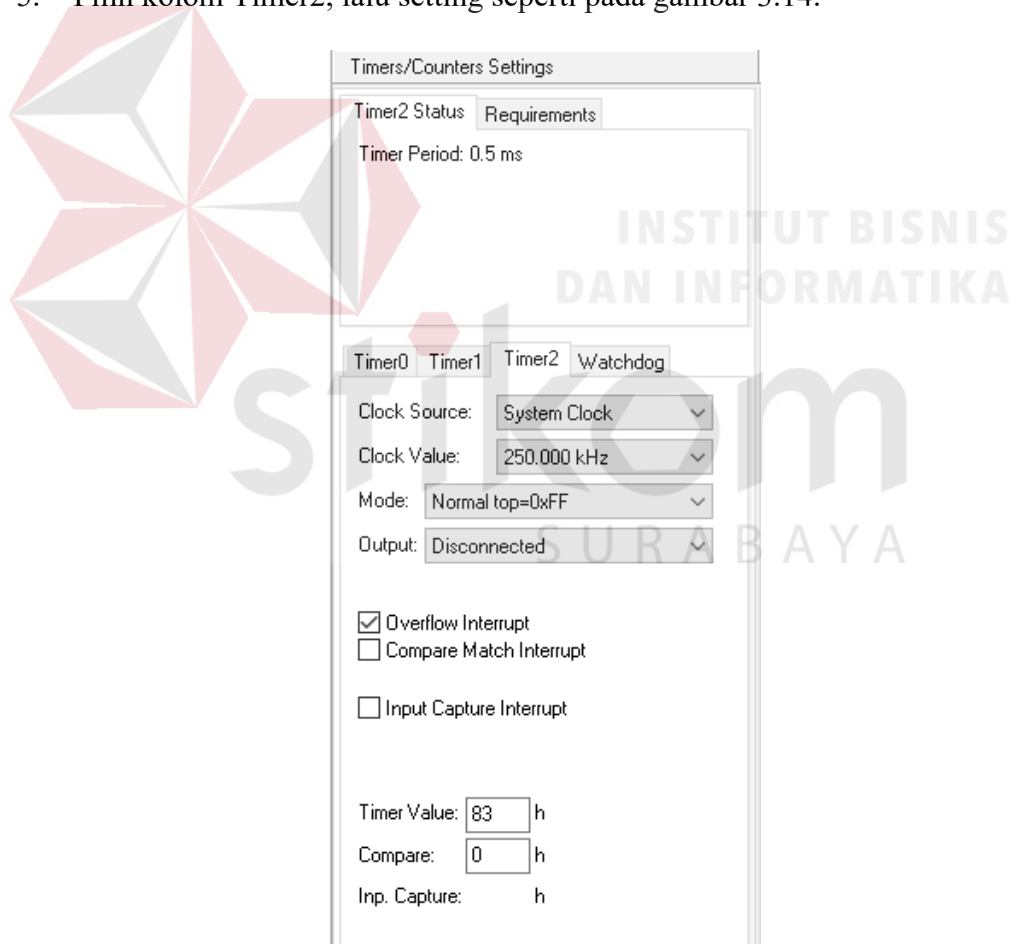 Pilih kolom Timer2, lalu setting seperti pada gambar 3.14.
Timers/Counters Settings
Timer2 Status Requirements
Timer Period: 0.5 ms
INSTITUT BISNIS
DAN INFORMATIKA
stikom
SURABAYA
Timer0 Timer1 Timer2 Watchdog
Clock Source: System Clock
Clock Value: 250.000 kHz
Mode: Normal top=0xFF
Output: Disconnected
Overflow Interrupt
Compare Match Interrupt
Input Capture Interrupt
Timer Value: 83 h
Compare: 0 h
Inp. Capture: h